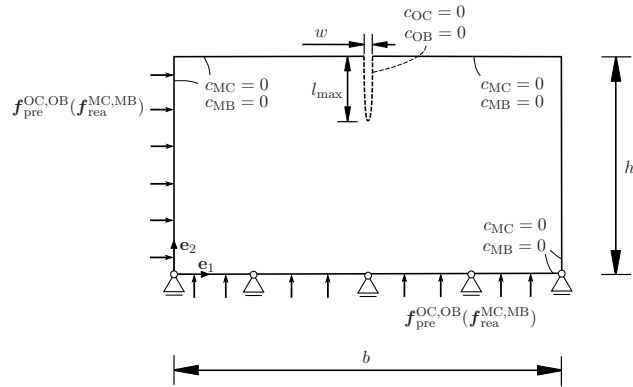 c_OC = 0
w
c_OB = 0
c_MC = 0
c_MB = 0
l_max
c_MC = 0
c_MB = 0
f_pre^OC,OB(f_rea^MC,MB)
h
c_MC = 0
c_MB = 0
e_2
e_1
f_pre^OC,OB(f_rea^MC,MB)
b